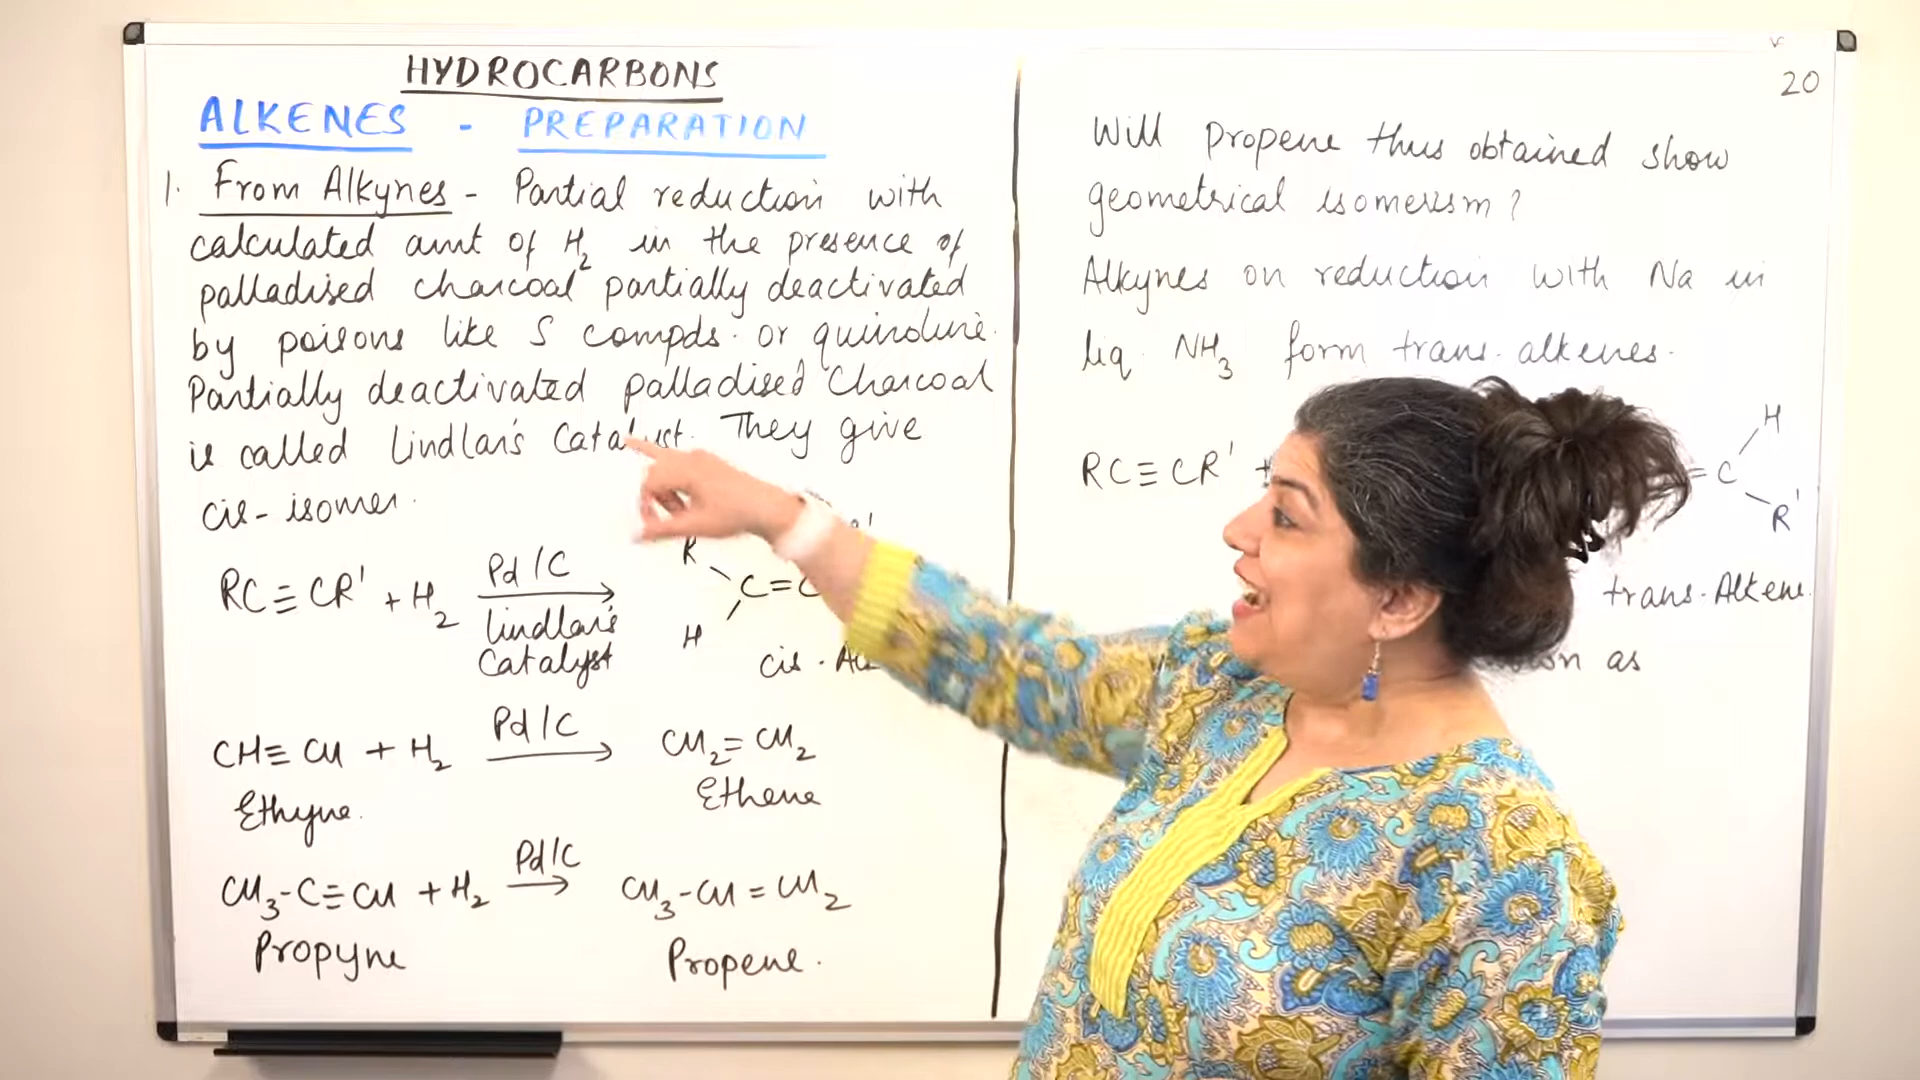 HYDROCARBONS
ALKENES - PREPARATION
1. From Alkynes - Partial reduction with
calculated amt of H2 in the presence of
palladised charcoal partially deactivated
by poisons like S compds. or quinoline.
Partially deactivated palladised charcoal
is called Lindlar's Catalyst. They give
cis-isomer.
RC≡CR' + H2 Pd/C
Lindlar's
Catalyst
R
C=C
H
cis-
CH≡CH + H2 Pd/C CH2=CH2
Ethyne. Ethene
CH3-C≡CH + H2 Pd/C CH3-CH=CH2
Propyne Propene.
20
Will propene thus obtained show
geometrical isomerism?
Alkynes on reduction with Na in
liq. NH3 form trans-alkenes.
RC≡CR' +
=C
H
R'
trans-Alkene.
as